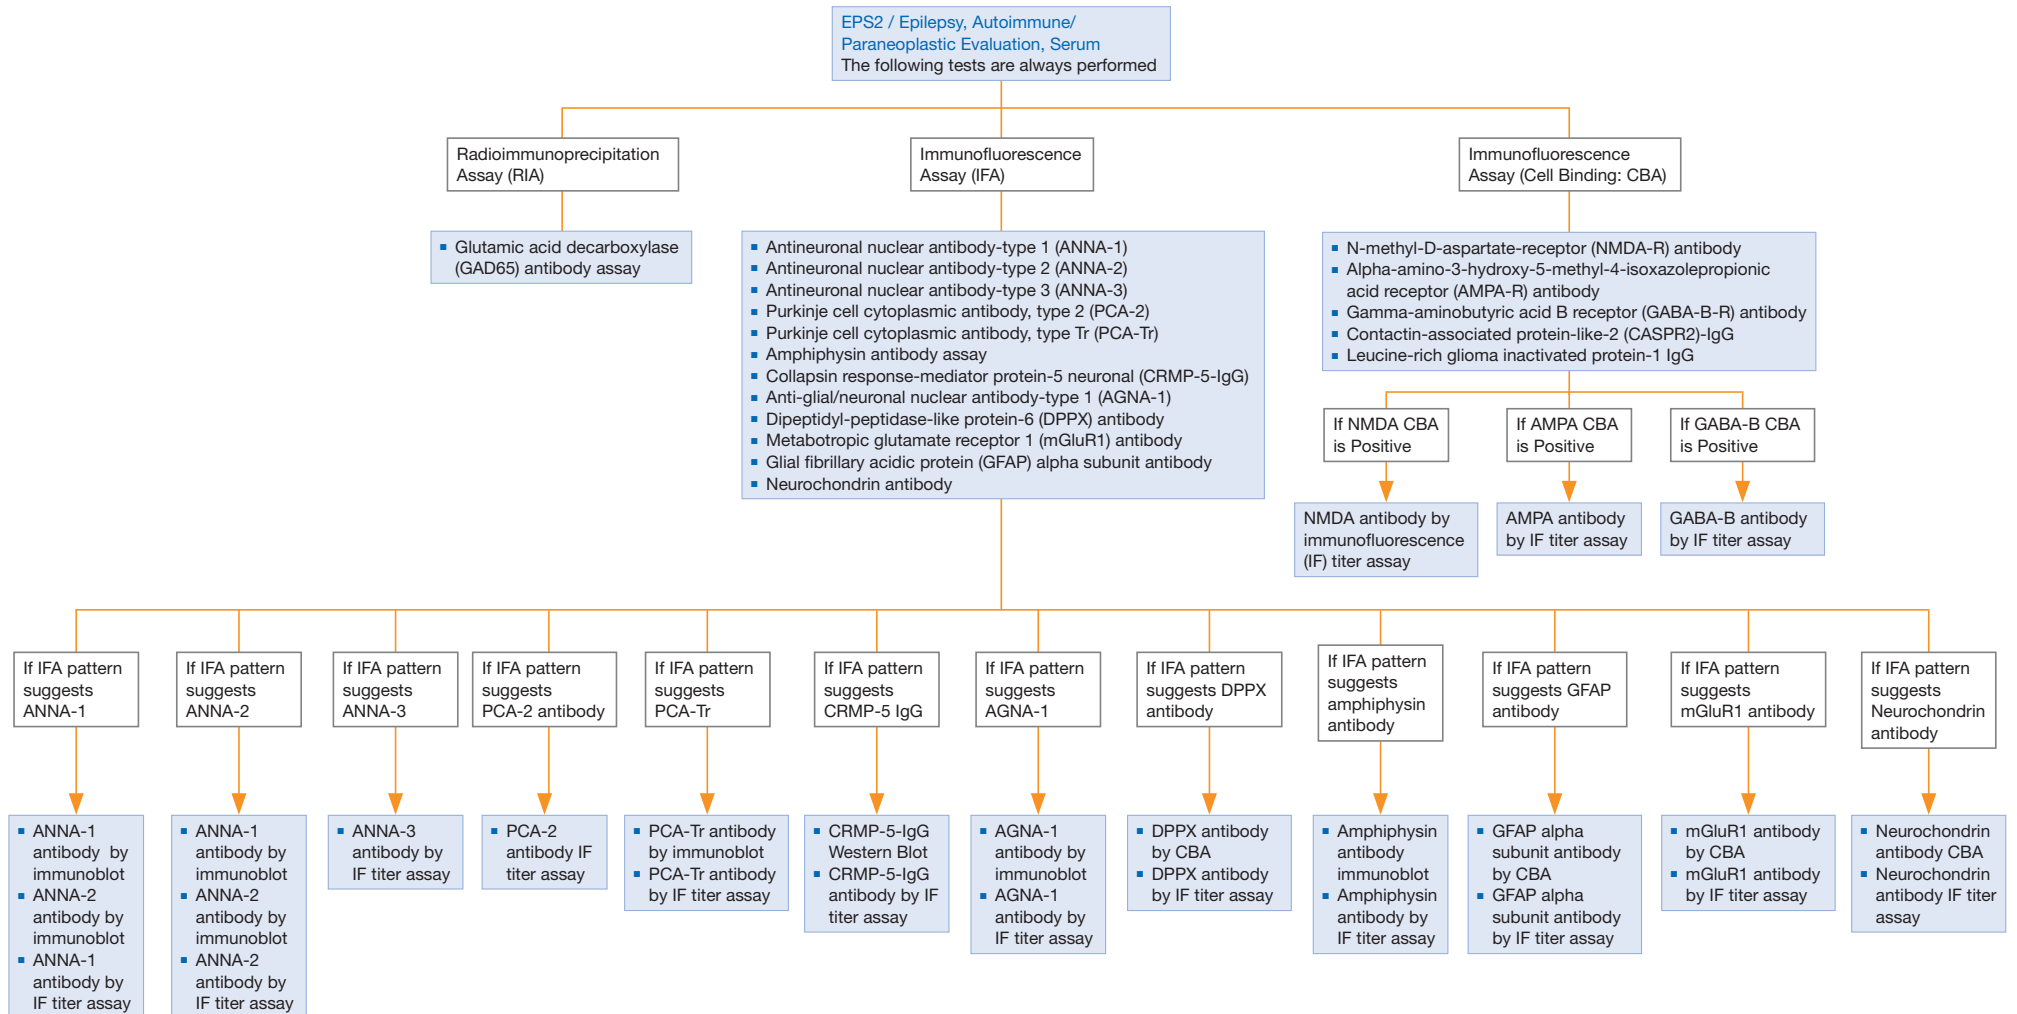 EPS2 / Epilepsy, Autoimmune/
Paraneoplastic Evaluation, Serum
The following tests are always performed
Radioimmunoprecipitation
Assay (RIA)
Immunofluorescence
Assay (IFA)
Immunofluorescence
Assay (Cell Binding: CBA)
▪ Glutamic acid decarboxylase
(GAD65) antibody assay
▪ Antineuronal nuclear antibody-type 1 (ANNA-1)
▪ Antineuronal nuclear antibody-type 2 (ANNA-2)
▪ Antineuronal nuclear antibody-type 3 (ANNA-3)
▪ Purkinje cell cytoplasmic antibody, type 2 (PCA-2)
▪ Purkinje cell cytoplasmic antibody, type Tr (PCA-Tr)
▪ Amphiphysin antibody assay
▪ Collapsin response-mediator protein-5 neuronal (CRMP-5-IgG)
▪ Anti-glial/neuronal nuclear antibody-type 1 (AGNA-1)
▪ Dipeptidyl-peptidase-like protein-6 (DPPX) antibody
▪ Metabotropic glutamate receptor 1 (mGluR1) antibody
▪ Glial fibrillary acidic protein (GFAP) alpha subunit antibody
▪ Neurochondrin antibody
▪ N-methyl-D-aspartate-receptor (NMDA-R) antibody
▪ Alpha-amino-3-hydroxy-5-methyl-4-isoxazolepropionic
acid receptor (AMPA-R) antibody
▪ Gamma-aminobutyric acid B receptor (GABA-B-R) antibody
▪ Contactin-associated protein-like-2 (CASPR2)-IgG
▪ Leucine-rich glioma inactivated protein-1 IgG
If NMDA CBA
is Positive
If AMPA CBA
is Positive
If GABA-B CBA
is Positive
NMDA antibody by
immunofluorescence
(IF) titer assay
AMPA antibody
by IF titer assay
GABA-B antibody
by IF titer assay
If IFA pattern
suggests
ANNA-1
If IFA pattern
suggests
ANNA-2
If IFA pattern
suggests
ANNA-3
If IFA pattern
suggests
PCA-2 antibody
If IFA pattern
suggests
PCA-Tr
If IFA pattern
suggests
CRMP-5 IgG
If IFA pattern
suggests
AGNA-1
If IFA pattern
suggests DPPX
antibody
If IFA pattern
suggests
amphiphysin
antibody
If IFA pattern
suggests GFAP
antibody
If IFA pattern
suggests
mGluR1 antibody
If IFA pattern
suggests
Neurochondrin
antibody
▪ ANNA-1
antibody by
immunoblot
▪ ANNA-2
antibody by
immunoblot
▪ ANNA-1
antibody by
IF titer assay
▪ ANNA-1
antibody by
immunoblot
▪ ANNA-2
antibody by
immunoblot
▪ ANNA-2
antibody by
IF titer assay
▪ ANNA-3
antibody by
IF titer assay
▪ PCA-2
antibody IF
titer assay
▪ PCA-Tr antibody
by immunoblot
▪ PCA-Tr antibody
by IF titer assay
▪ CRMP-5-IgG
Western Blot
▪ CRMP-5-IgG
antibody by IF
titer assay
▪ AGNA-1
antibody by
immunoblot
▪ AGNA-1
antibody by
IF titer assay
▪ DPPX antibody
by CBA
▪ DPPX antibody
by IF titer assay
▪ Amphiphysin
antibody
immunoblot
▪ Amphiphysin
antibody by
IF titer assay
▪ GFAP alpha
subunit antibody
by CBA
▪ GFAP alpha
subunit antibody
by IF titer assay
▪ mGluR1 antibody
by CBA
▪ mGluR1 antibody
by IF titer assay
▪ Neurochondrin
antibody CBA
▪ Neurochondrin
antibody IF titer
assay